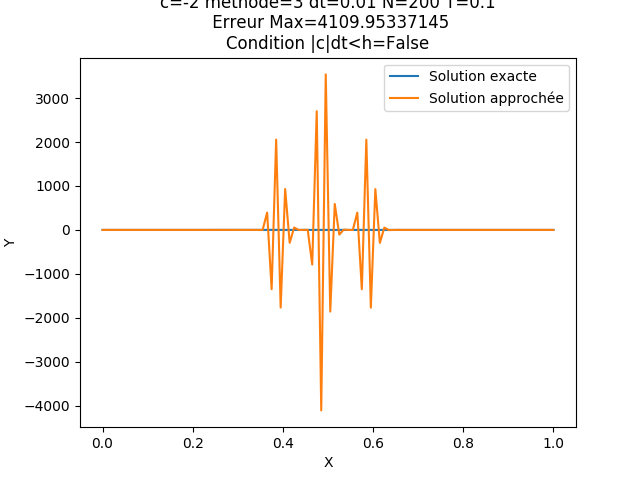 c=-2 methode=3 dt=0.01 N=200 T=0.1
Erreur Max=4109.95337145
Condition |c|dt<h=False
Solution exacte
Solution approchée
3000
2000
1000
0
−1000
−2000
−3000
−4000
Y
0.0 0.2 0.4 0.6 0.8 1.0
X